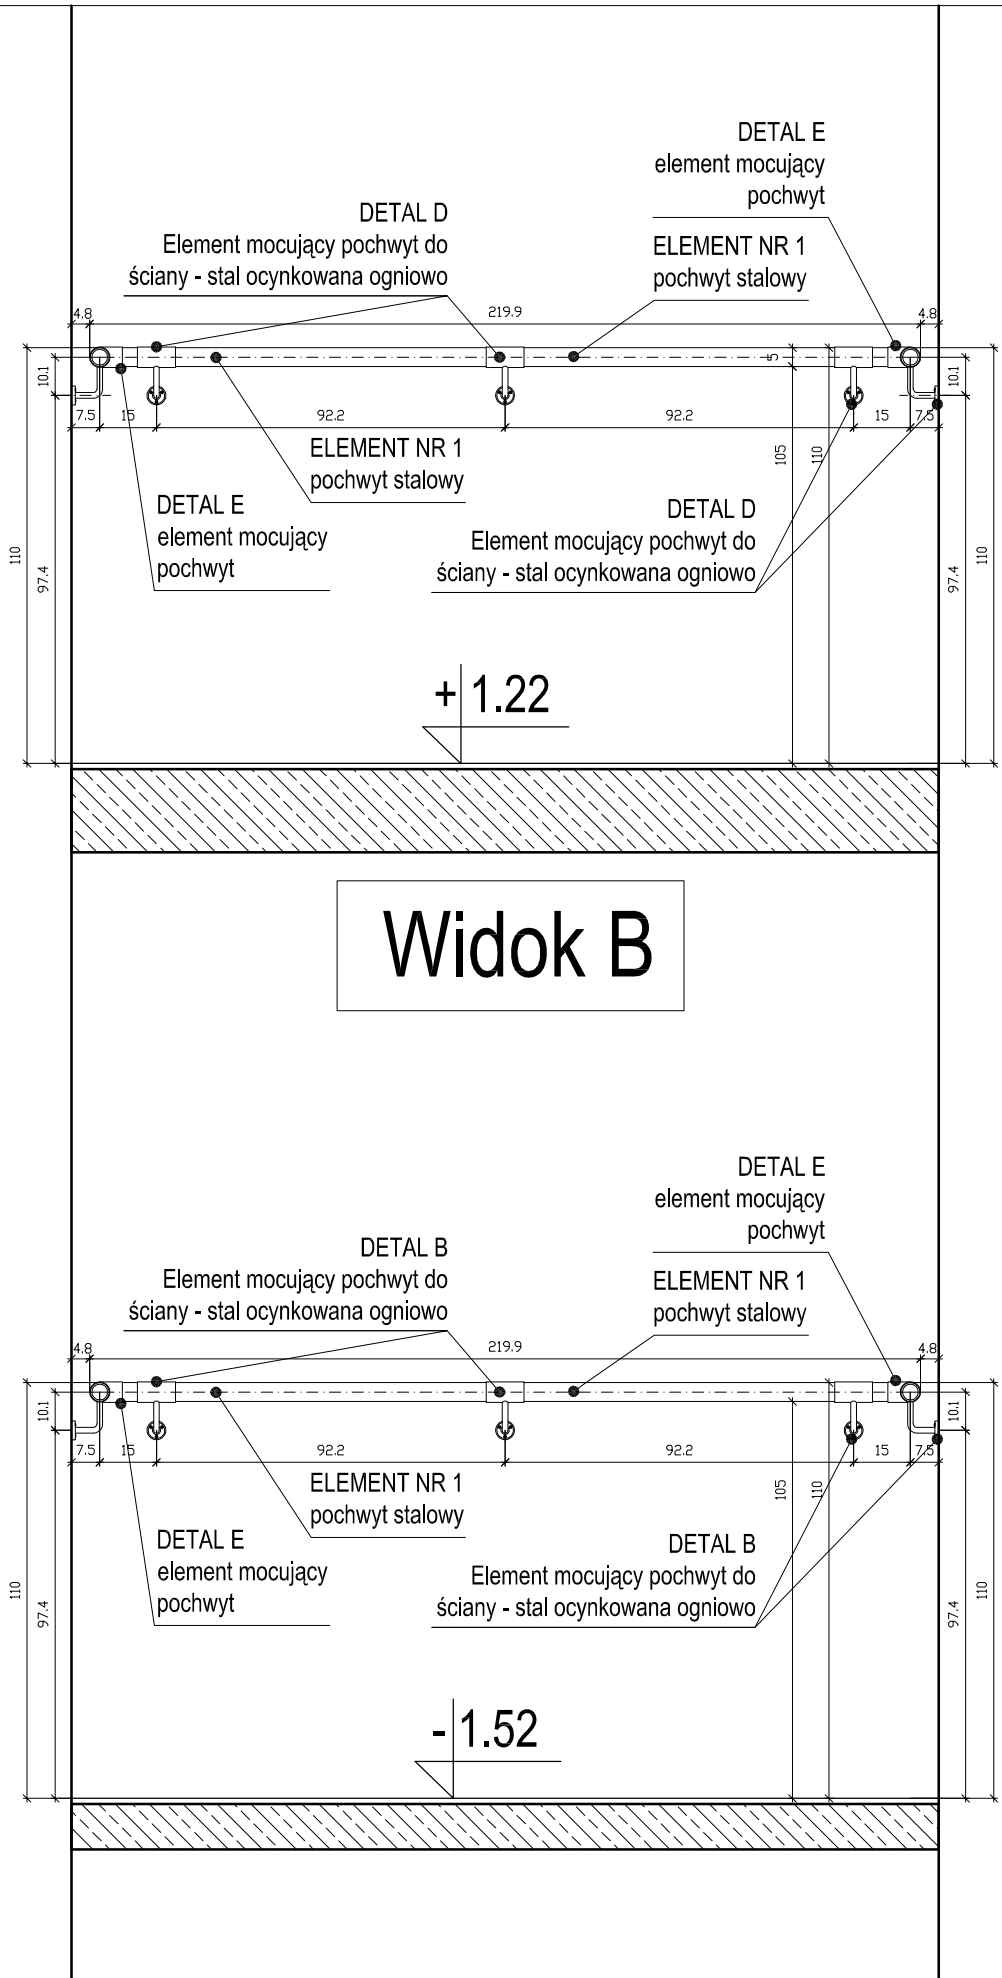 DETAL E
element mocujący
pochwyt
DETAL D
Element mocujący pochwyt do
ściany - stal ocynkowana ogniowo
ELEMENT NR 1
pochwyt stalowy
4.8
219.9
4.8
10.1
5
10.1
7.5
15
92.2
92.2
15
7.5
ELEMENT NR 1
pochwyt stalowy
105
110
DETAL E
element mocujący
pochwyt
DETAL D
Element mocujący pochwyt do
ściany - stal ocynkowana ogniowo
110
97.4
97.4
110
+ 1.22
Widok B
DETAL E
element mocujący
pochwyt
DETAL B
Element mocujący pochwyt do
ściany - stal ocynkowana ogniowo
ELEMENT NR 1
pochwyt stalowy
4.8
219.9
4.8
10.1
10.1
7.5
15
92.2
92.2
15
7.5
ELEMENT NR 1
pochwyt stalowy
105
110
DETAL E
element mocujący
pochwyt
DETAL B
Element mocujący pochwyt do
ściany - stal ocynkowana ogniowo
110
97.4
97.4
110
- 1.52